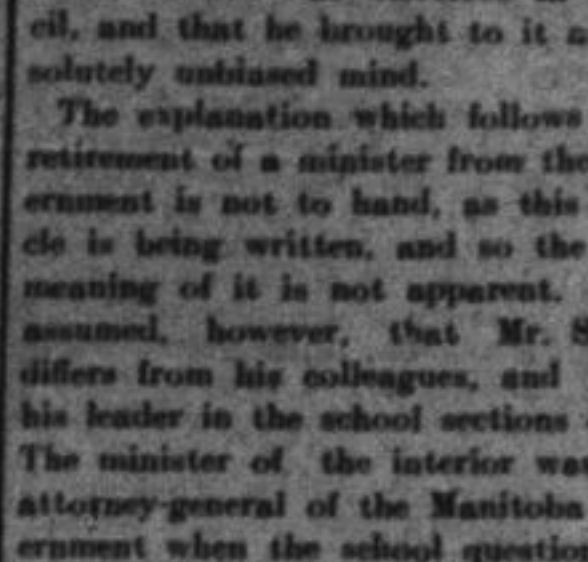 cil, and that he brought to it a
solutely unbiased mind.
The explanation which follows
retirement of a minister from the
ernment is not to hand, as this
cle is being written, and so the
meaning of it is not apparent.
assumed, however, that Mr. S
differs from his colleagues, and
his leader in the school sections
The minister of the interior was
attorney-general of the Manitoba
ernment when the school question